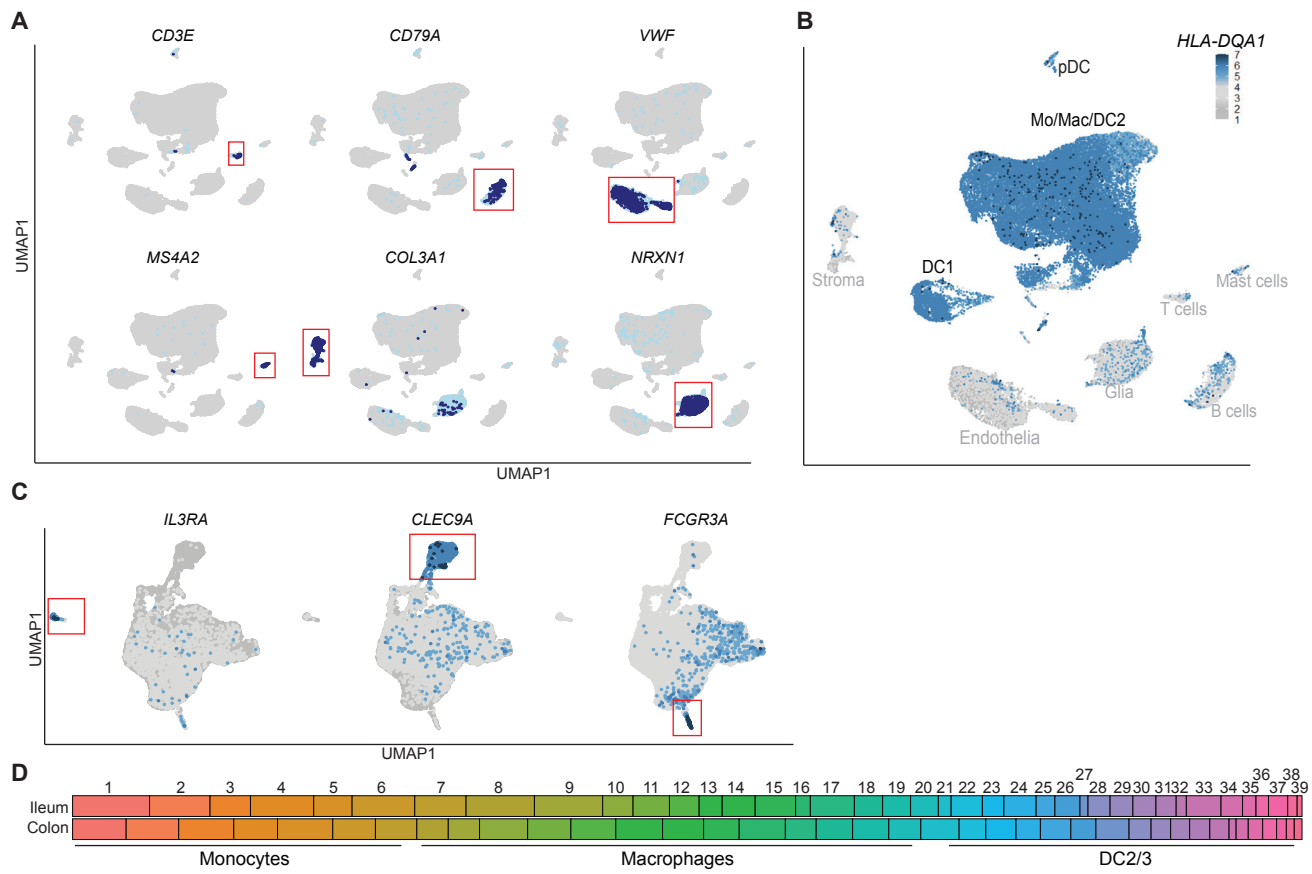 A
CD3E CD79A VWF
MS4A2 COL3A1 NRXN1
UMAP1
UMAP1
B
HLA-DQA1
7
6
5
4
3
2
1
pDC
Mo/Mac/DC2
DC1
Stroma
Mast cells
T cells
Glia
B cells
Endothelia
C
IL3RA CLEC9A FCGR3A
UMAP1
UMAP1
D
1 2 3 4 5 6 7 8 9 10 11 12 13 14 15 16 17 18 19 20 21 22 23 24 25 26 27 28 29 30 31 32 33 34 35 36 37 38 39
Ileum
Colon
Monocytes Macrophages DC2/3